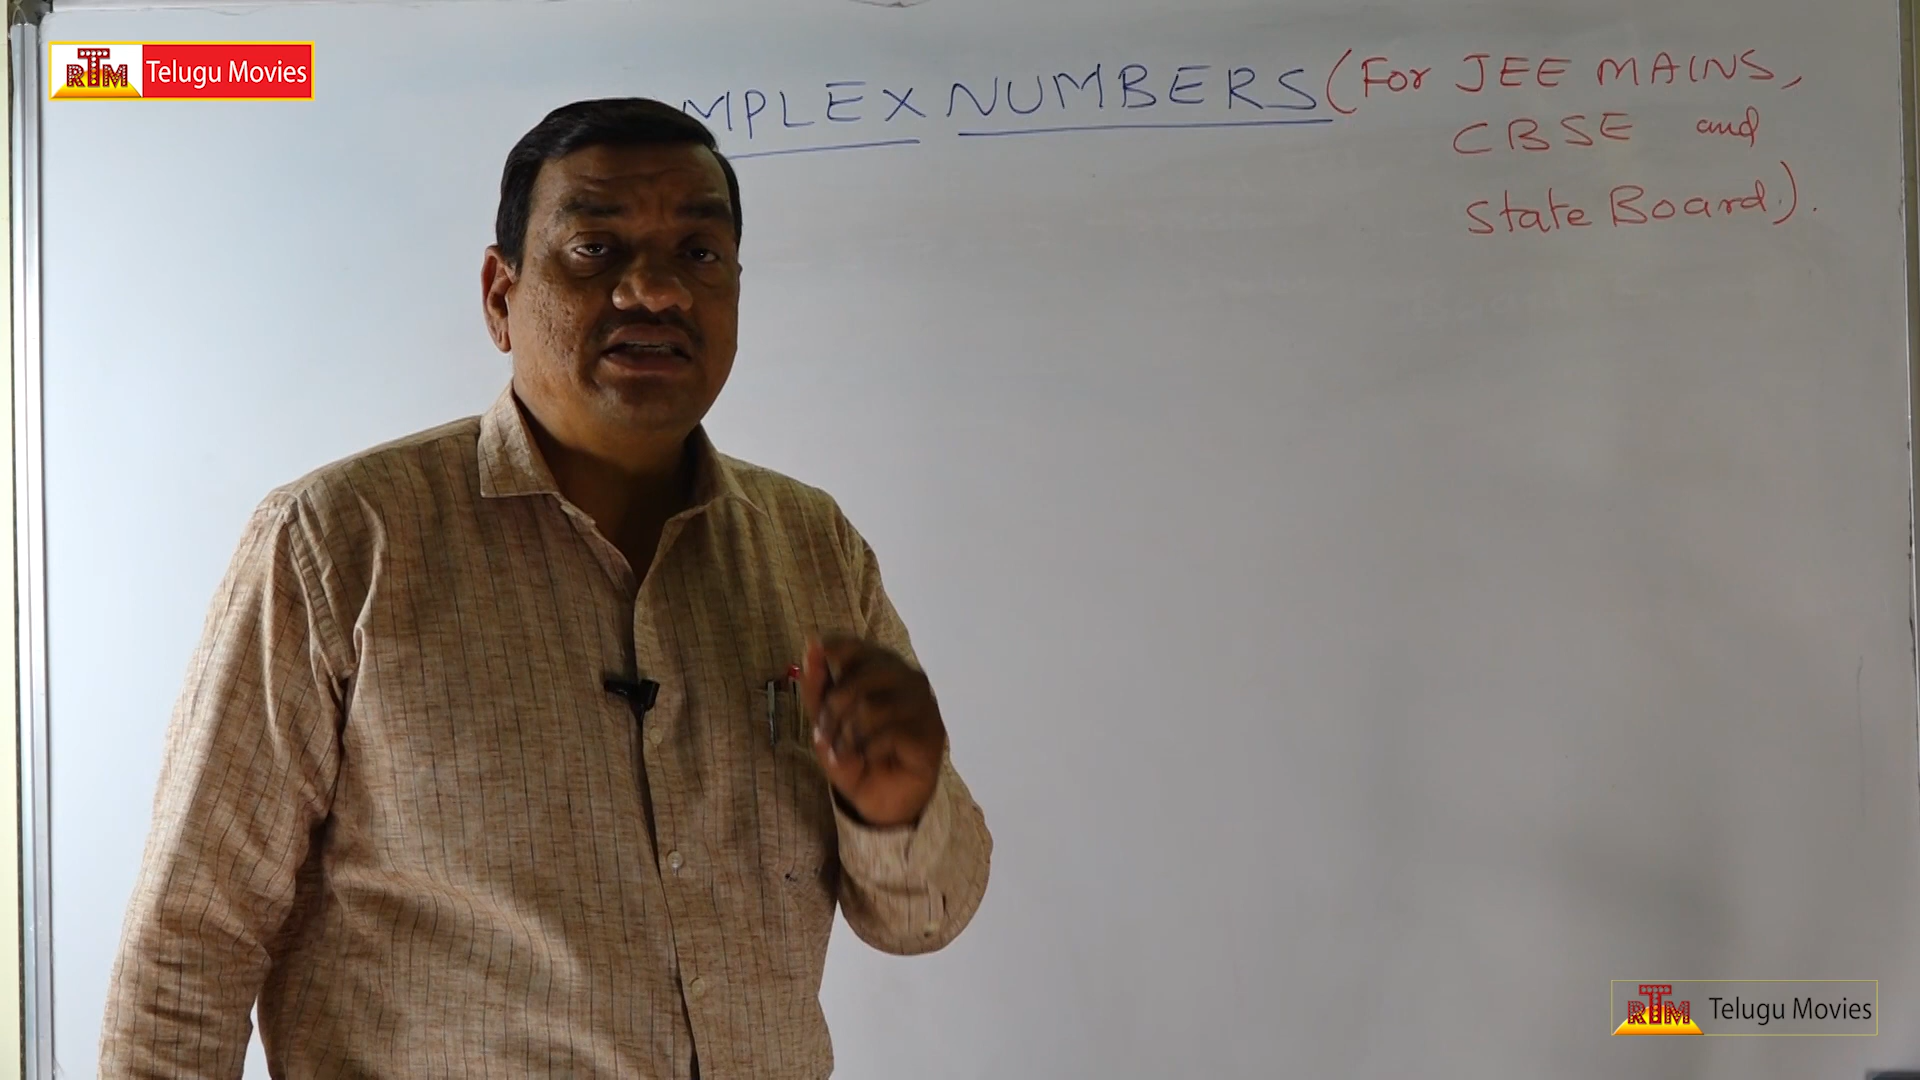 RTM Telugu Movies
MPLEX NUMBERS (For JEE MAINS,
CBSE and
State Board).
RTM Telugu Movies